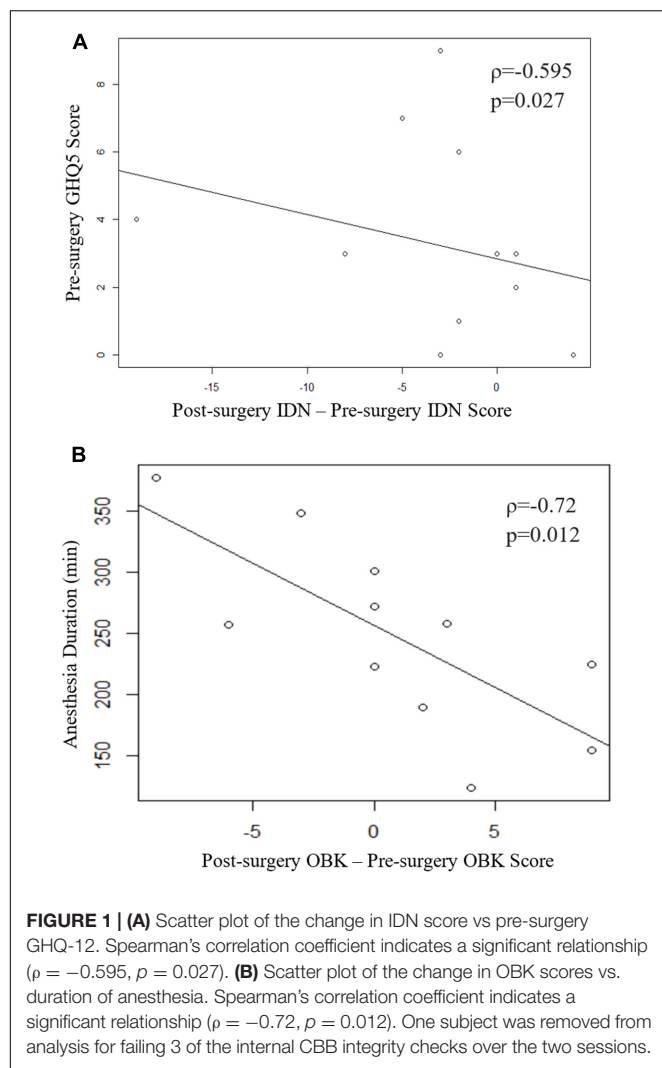 A
ρ=-0.595
p=0.027
Pre-surgery GHQ5 Score
8
6
4
2
0
-15
-10
-5
0
Post-surgery IDN – Pre-surgery IDN Score
B
ρ=-0.72
p=0.012
Anesthesia Duration (min)
350
300
250
200
150
-5
0
5
Post-surgery OBK – Pre-surgery OBK Score
FIGURE 1 | (A) Scatter plot of the change in IDN score vs pre-surgery
GHQ-12. Spearman's correlation coefficient indicates a significant relationship
(ρ = −0.595, p = 0.027). (B) Scatter plot of the change in OBK scores vs.
duration of anesthesia. Spearman's correlation coefficient indicates a
significant relationship (ρ = −0.72, p = 0.012). One subject was removed from
analysis for failing 3 of the internal CBB integrity checks over the two sessions.